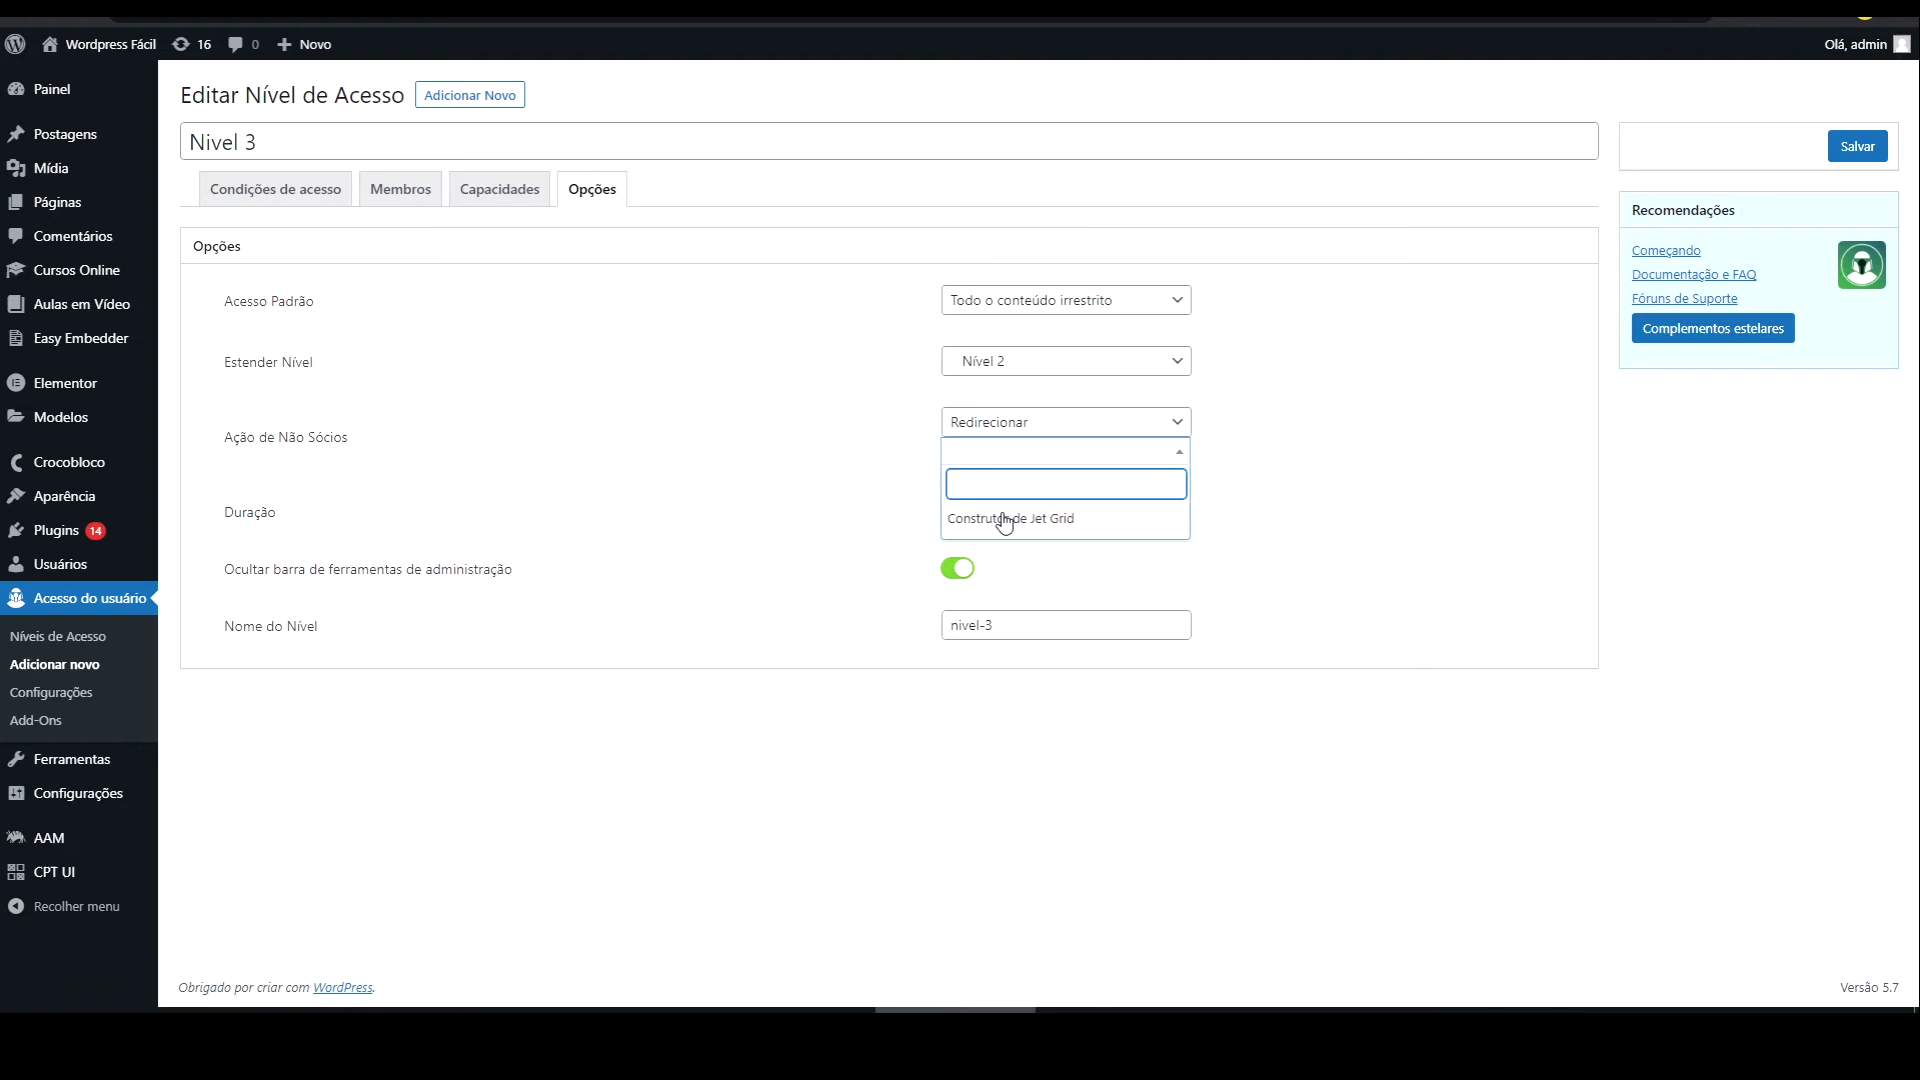 Wordpress Fácil
16
0
Novo
Olá, admin
Painel
Postagens
Mídia
Páginas
Comentários
Cursos Online
Aulas em Vídeo
Easy Embedder
Elementor
Modelos
Crocobloco
Aparência
Plugins 14
Usuários
Acesso do usuário
Níveis de Acesso
Adicionar novo
Configurações
Add-Ons
Ferramentas
Configurações
AAM
CPT UI
Recolher menu
Editar Nível de Acesso
Adicionar Novo
Nivel 3
Condições de acesso
Membros
Capacidades
Opções
Opções
Acesso Padrão
Todo o conteúdo irrestrito
Estender Nível
Nível 2
Ação de Não Sócios
Redirecionar
Construtor de Jet Grid
Duração
Ocultar barra de ferramentas de administração
Nome do Nível
nivel-3
Salvar
Recomendações
Começando
Documentação e FAQ
Fóruns de Suporte
Complementos estelares
Obrigado por criar com WordPress.
Versão 5.7